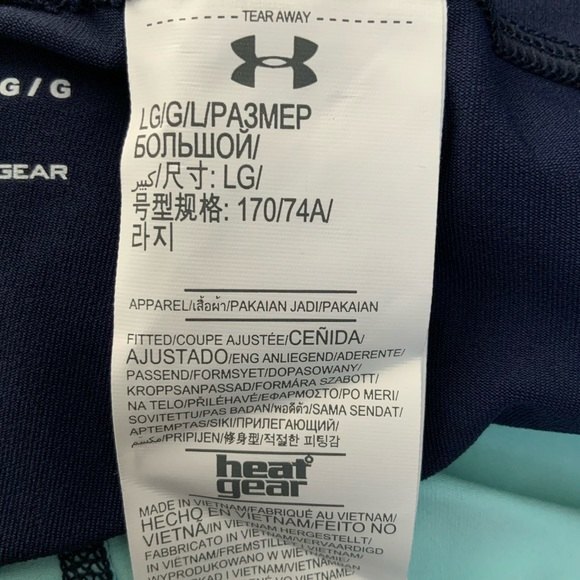 TEAR AWAY
G / G
GEAR
LG/G/L/РАЗМЕР
БОЛЬШОЙ/
كبير/尺寸: LG/
号型规格: 170/74A/
라지
APPAREL/เสื้อผ้า/PAKAIAN JADI/PAKAIAN
FITTED/COUPE AJUSTÉE/CEÑIDA/
AJUSTADO/ENG ANLIEGEND/ADERENTE/
PASSEND/FORMSYET/DOPASOWANY/
KROPPSANPASSAD/FORMÁRA SZABOTT/
NA TELO/PŘILÉHAVÉ/ΕΦΑΡΜΟΣΤΟ/PO MERI/
SOVITETTU/PAS BADAN/พอดีตัว/SAMA SENDAT/
APTEMPTAS/SIKI/ПРИЛЕГАЮЩИЙ/
/PRIPIJEN/修身型/적절한 피팅감
heat
gear
MADE IN VIETNAM/FABRIQUÉ AU VIETNAM/
HECHO EN VIETNAM/FEITO NO
VIETNÃ/IN VIETNAM HERGESTELLT/
FABBRICATO IN VIETNAM/VERVAARDIGD
IN VIËTNAM/FREMSTILLET I VIETNAM/
WYPRODUKOWANO W WIETNAMIE/